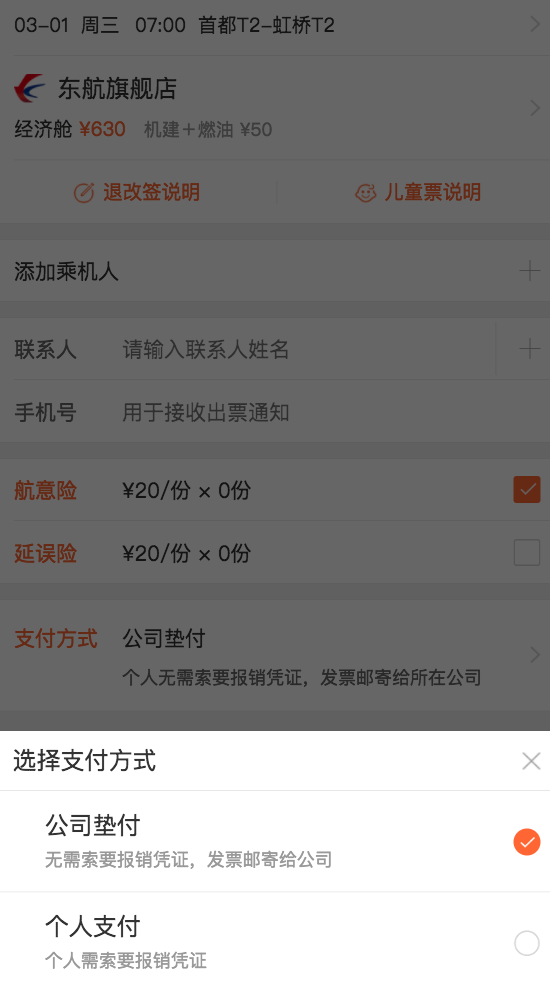 03-01 周三 07:00 首都T2-虹桥T2
东航旗舰店
经济舱 ¥630 机建+燃油 ¥50
退改签说明 儿童票说明
添加乘机人
联系人 请输入联系人姓名
手机号 用于接收出票通知
航意险 ¥20/份 × 0份
延误险 ¥20/份 × 0份
支付方式 公司垫付
个人无需索要报销凭证，发票邮寄给所在公司
选择支付方式
公司垫付
无需索要报销凭证，发票邮寄给公司
个人支付
个人需索要报销凭证